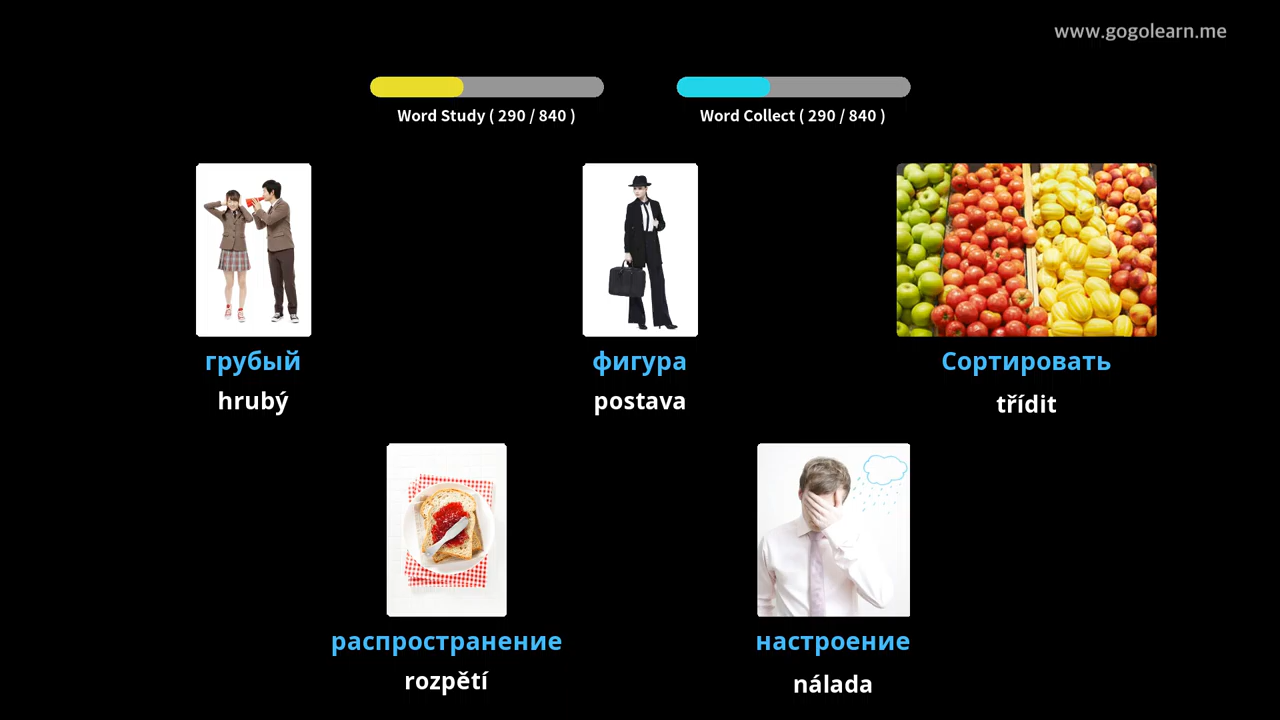 www.gogolearn.me
Word Study ( 290 / 840 )
Word Collect ( 290 / 840 )
грубый
hrubý
фигура
postava
Сортировать
třídit
распространение
rozpětí
настроение
nálada